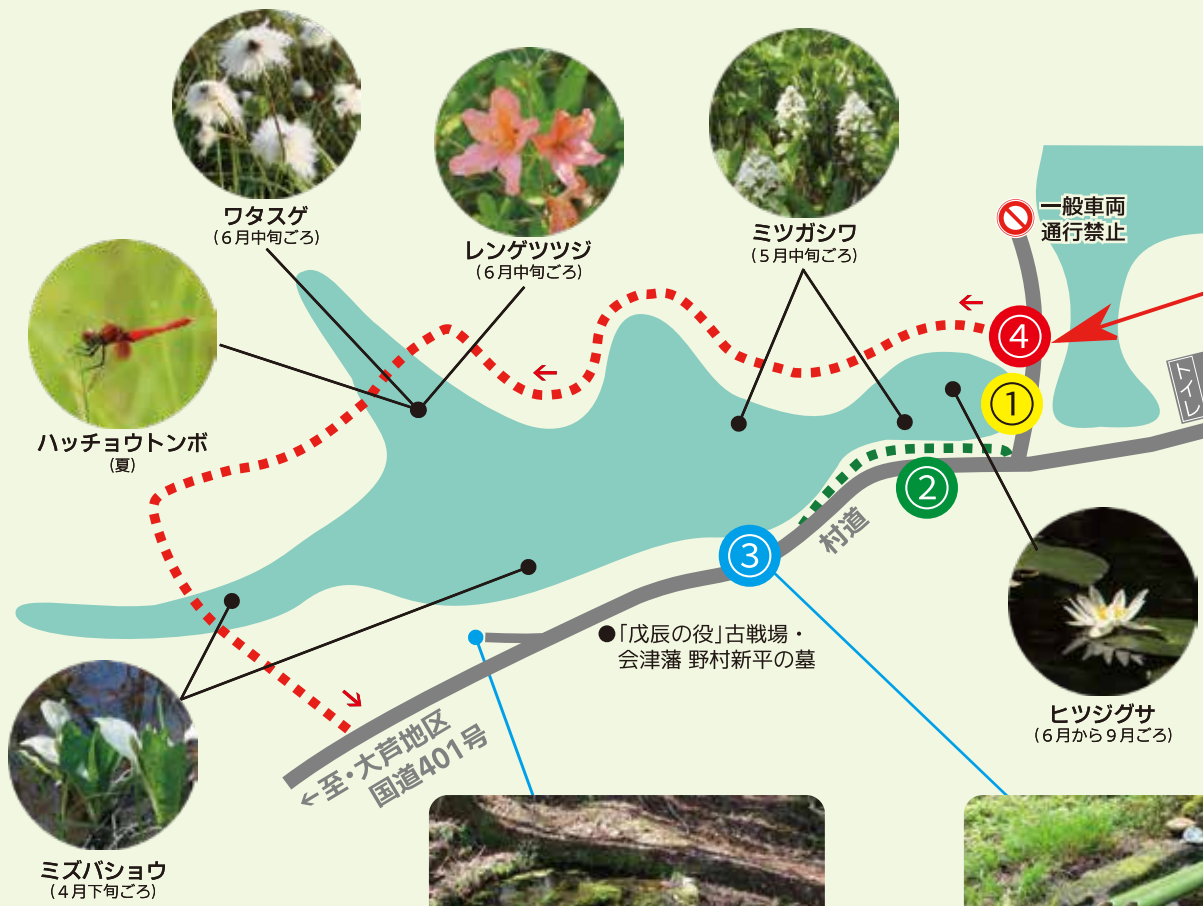 ワタスゲ
(6月中旬ごろ)
レンゲツツジ
(6月中旬ごろ)
ミツガシワ
(5月中旬ごろ)
一般車両
通行禁止
ハッチョウトンボ
(夏)
④
①
トイレ
②
③
村道
●「戊辰の役」古戦場・
会津藩 野村新平の墓
←至・大芦地区
国道401号
ヒツジグサ
(6月から9月ごろ)
ミズバショウ
(4月下旬ごろ)